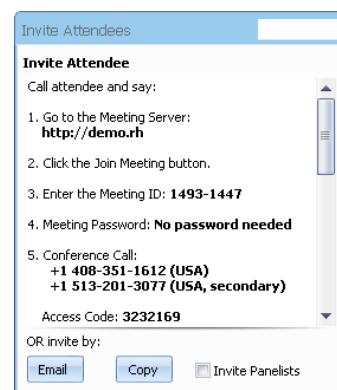 Invite Attendees
Invite Attendee
Call attendee and say:
1. Go to the Meeting Server:
http://demo.rh
2. Click the Join Meeting button.
3. Enter the Meeting ID: 1493-1447
4. Meeting Password: No password needed
5. Conference Call:
+1 408-351-1612 (USA)
+1 513-201-3077 (USA, secondary)
Access Code: 3232169
OR invite by:
Email Copy Invite Panelists